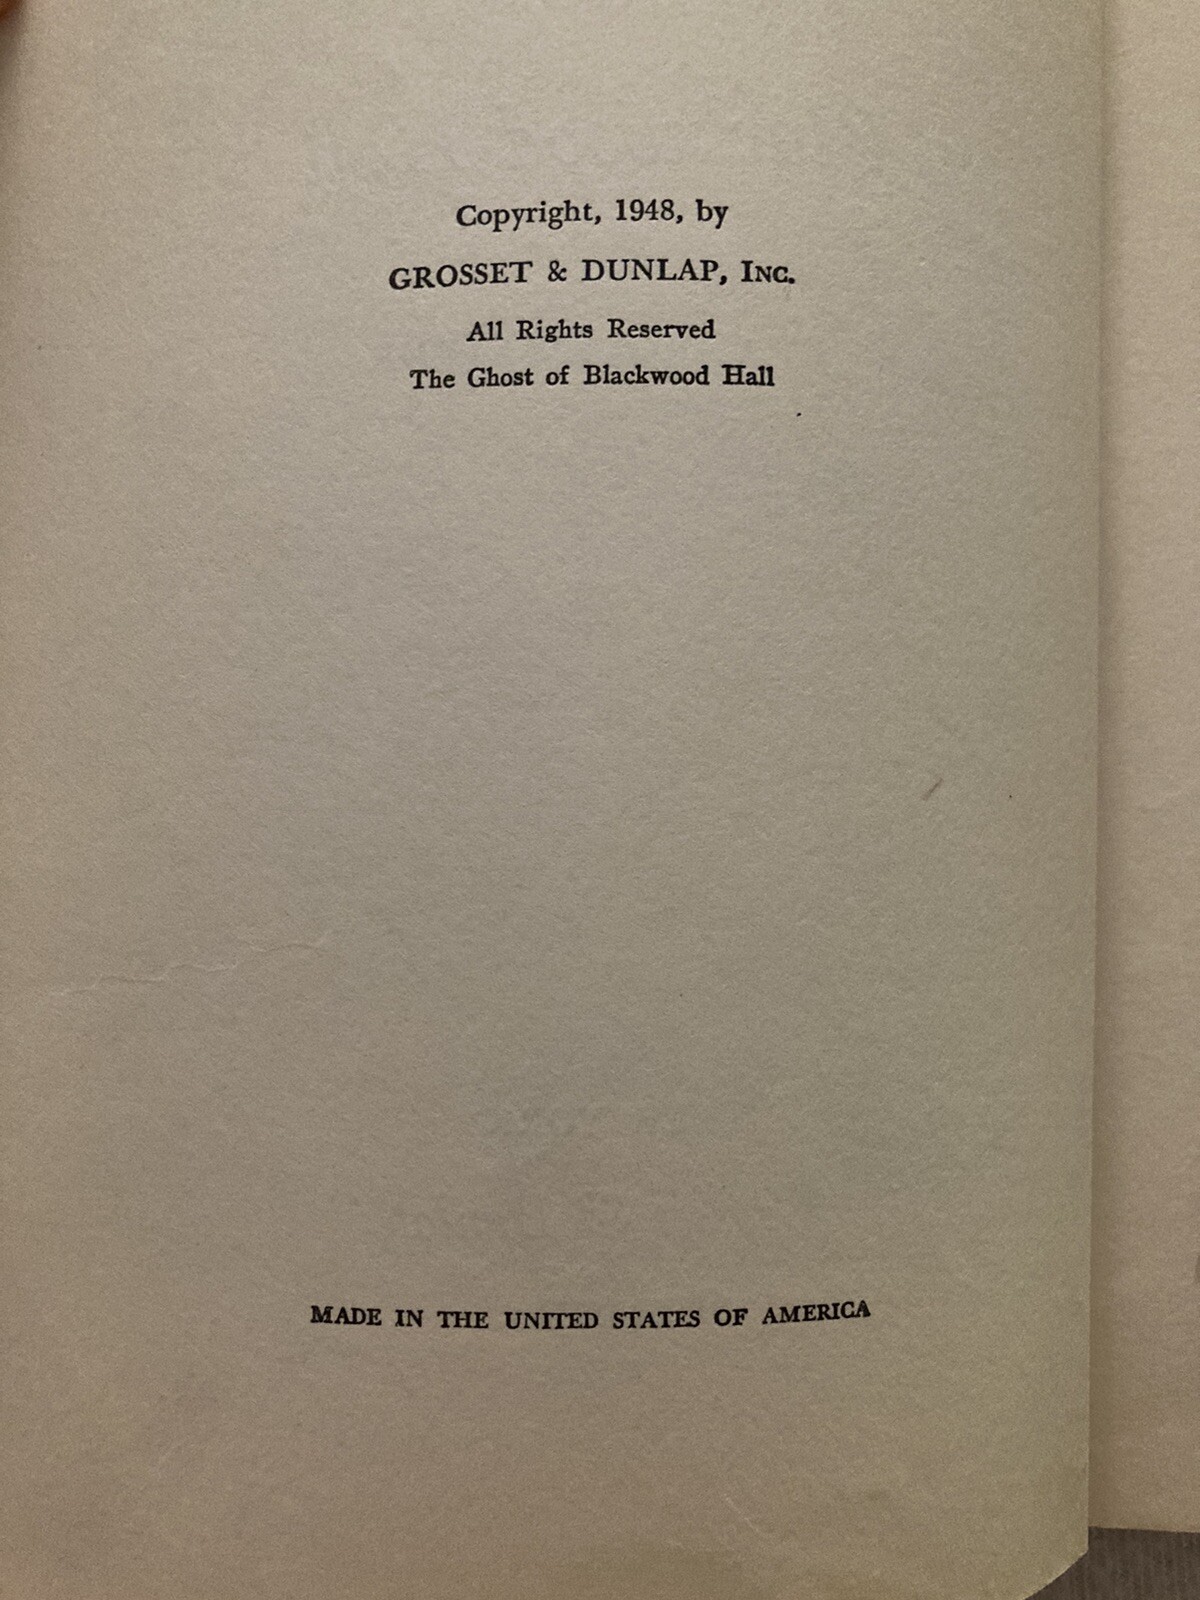 Copyright, 1948, by
GROSSET & DUNLAP, INC.
All Rights Reserved
The Ghost of Blackwood Hall
MADE IN THE UNITED STATES OF AMERICA